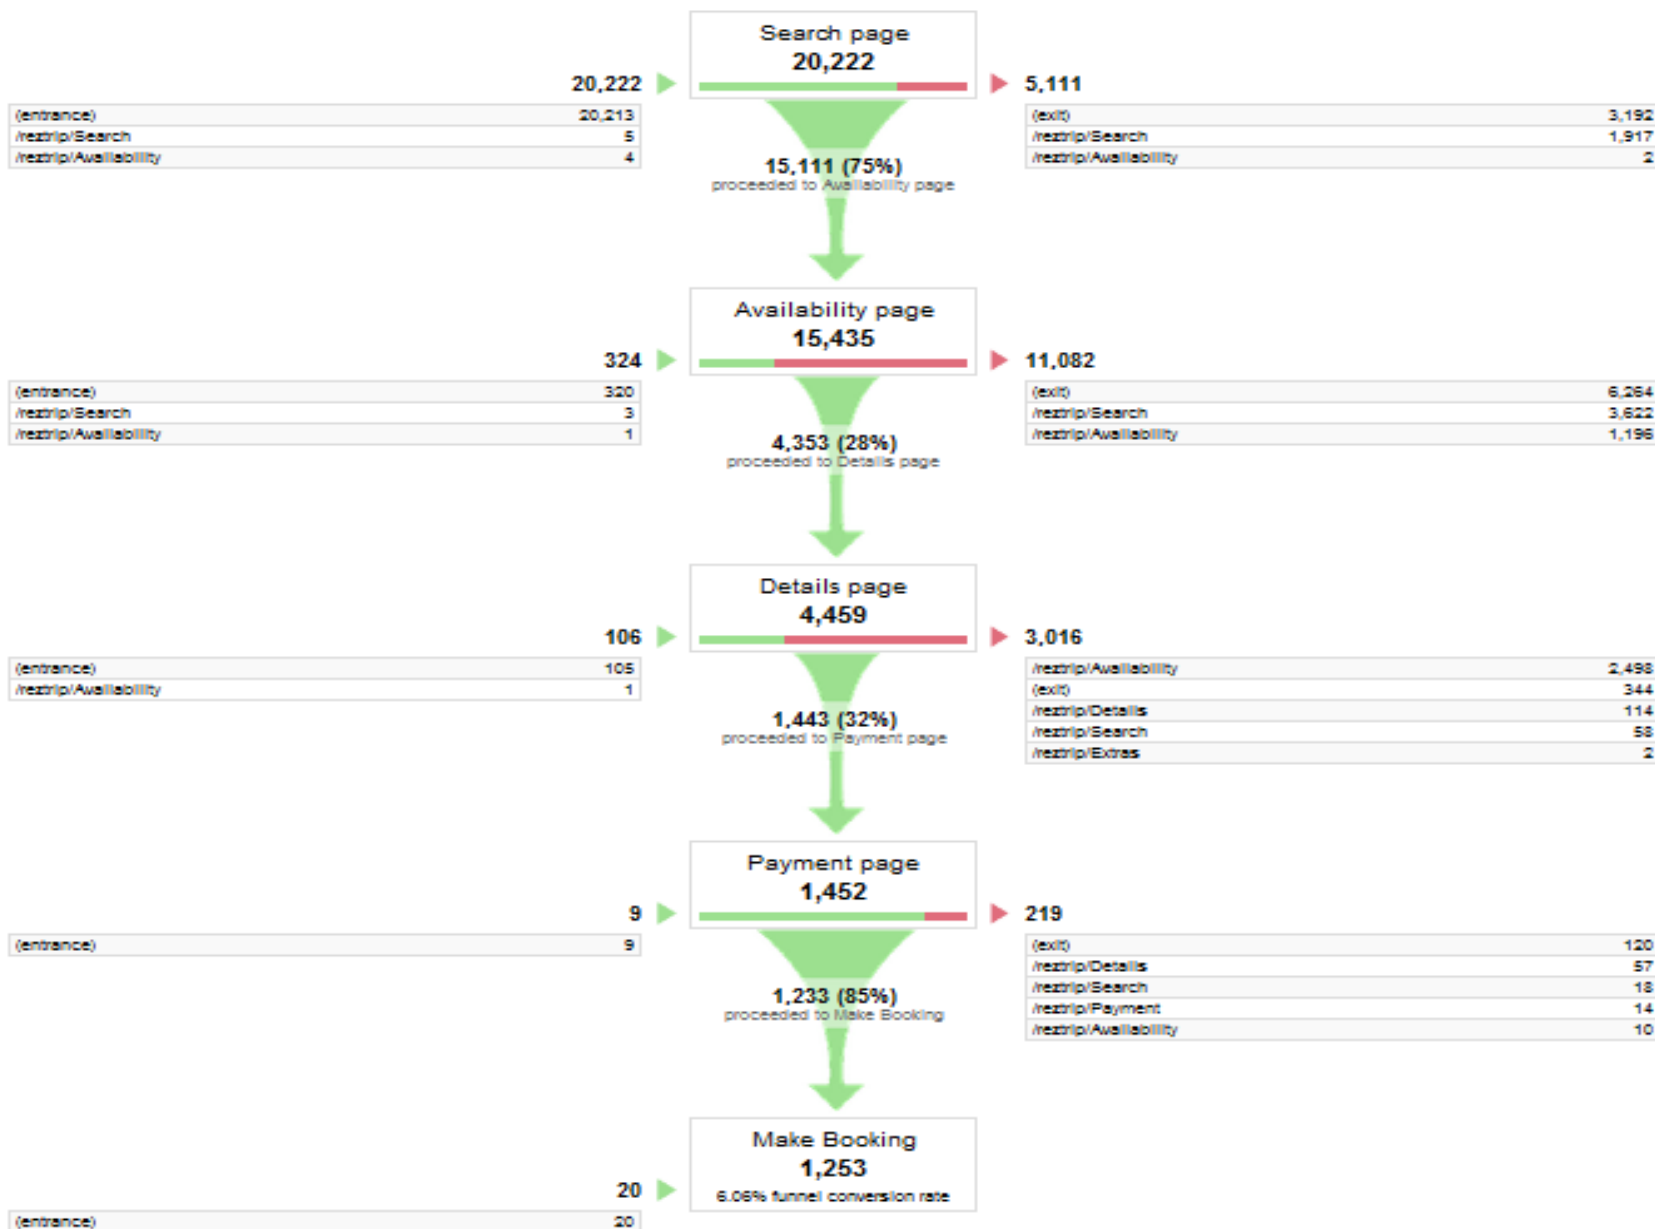 Search page
20,222
20,222
5,111
(entrance) 20,213
/reztrip/Search 5
/reztrip/Availability 4
(exit) 3,192
/reztrip/Search 1,917
/reztrip/Availability 2
15,111 (75%)
proceeded to Availability page
Availability page
15,435
324
11,082
(entrance) 320
/reztrip/Search 3
/reztrip/Availability 1
(exit) 6,264
/reztrip/Search 3,622
/reztrip/Availability 1,196
4,353 (28%)
proceeded to Details page
Details page
4,459
106
3,016
(entrance) 105
/reztrip/Availability 1
/reztrip/Availability 2,498
(exit) 344
/reztrip/Details 114
/reztrip/Search 58
/reztrip/Extras 2
1,443 (32%)
proceeded to Payment page
Payment page
1,452
9
219
(entrance) 9
(exit) 120
/reztrip/Details 57
/reztrip/Search 18
/reztrip/Payment 14
/reztrip/Availability 10
1,233 (85%)
proceeded to Make Booking
Make Booking
1,253
6.06% funnel conversion rate
20
(entrance) 20